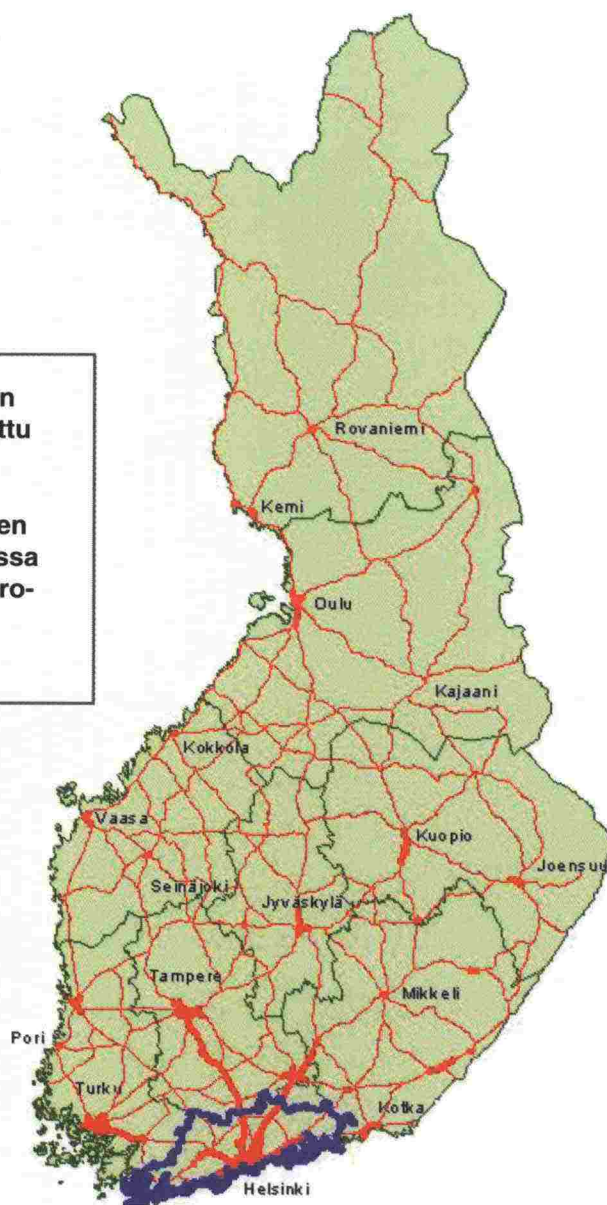 n
ttu
en
ssa
ro-
Rovaniemi
Kemi
Oulu
Kajaani
Kokkola
Vaasa
Kuopio
Joensuu
Seinäjoki
Jyväskylä
Tampere
Mikkeli
Pori
Turku
Kotka
Helsinki